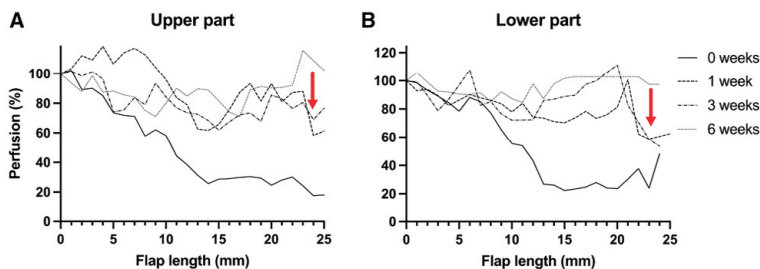 A
Upper part
Perfusion (%)
100
80
60
40
20
0
0 5 10 15 20 25
Flap length (mm)
B
Lower part
120
100
80
60
40
20
0
0 5 10 15 20 25
Flap length (mm)
0 weeks
1 week
3 weeks
6 weeks